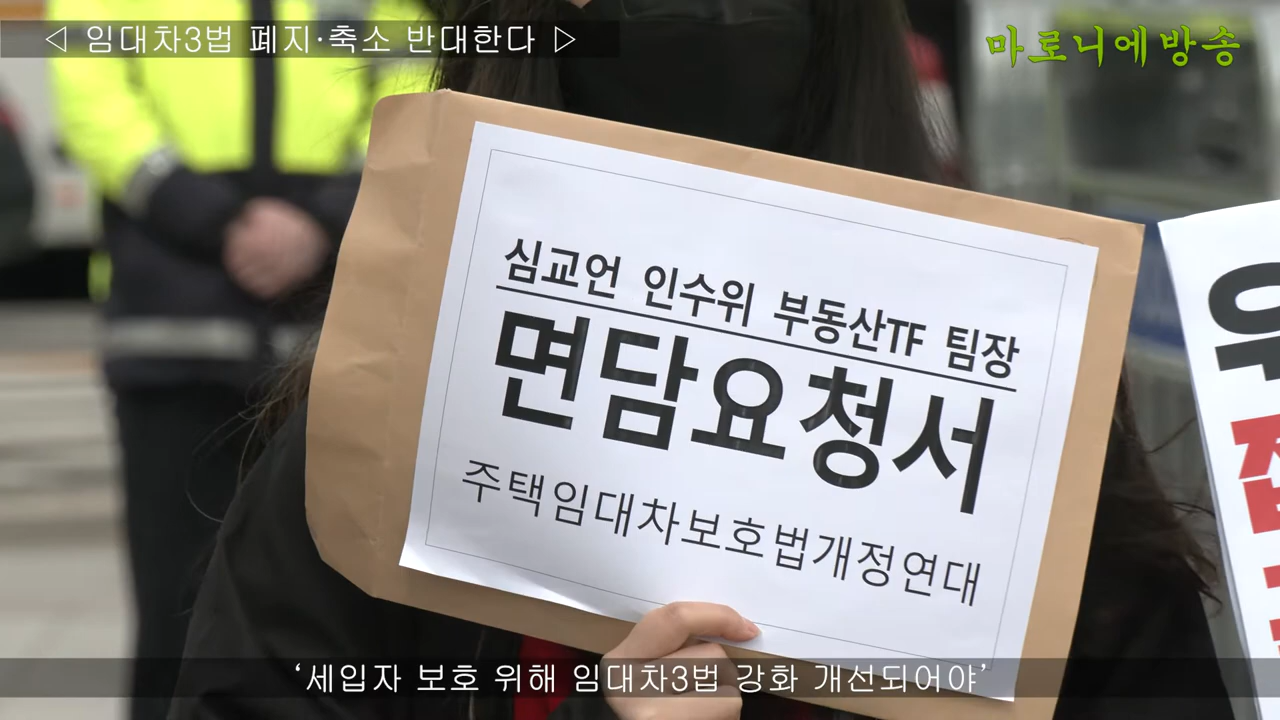 ◁ 임대차3법 폐지·축소 반대한다 ▷
마로니에방송
심교언 인수위 부동산TF 팀장
면담요청서
주택임대차보호법개정연대
‘세입자 보호 위해 임대차3법 강화 개선되어야’